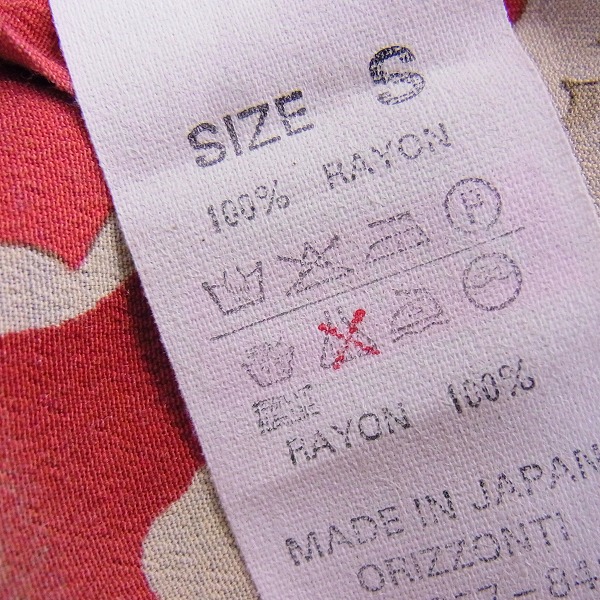 SIZE S
100% RAYON
P
RAYON 100%
MADE IN JAPAN
ORIZZONTI